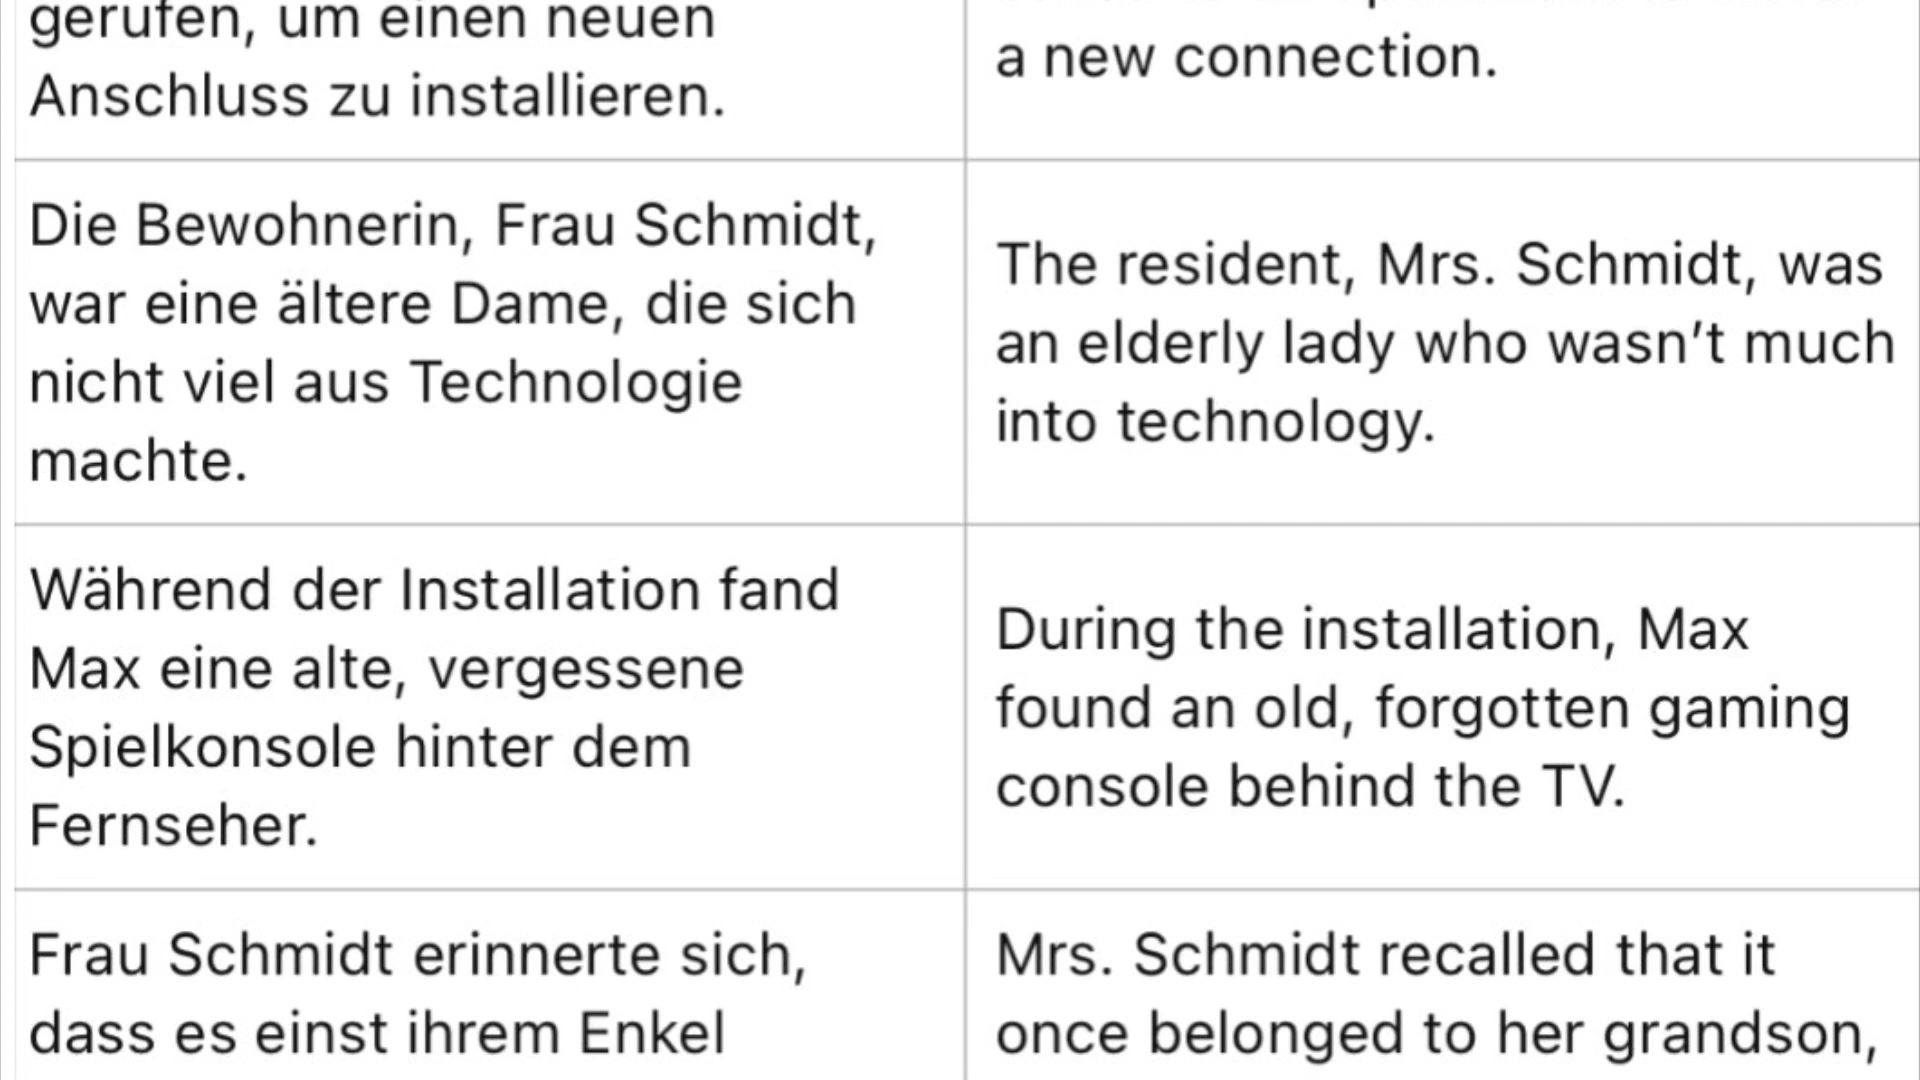 gerufen, um einen neuen
Anschluss zu installieren.
a new connection.
Die Bewohnerin, Frau Schmidt,
war eine ältere Dame, die sich
nicht viel aus Technologie
machte.
The resident, Mrs. Schmidt, was
an elderly lady who wasn’t much
into technology.
Während der Installation fand
Max eine alte, vergessene
Spielkonsole hinter dem
Fernseher.
During the installation, Max
found an old, forgotten gaming
console behind the TV.
Frau Schmidt erinnerte sich,
dass es einst ihrem Enkel
Mrs. Schmidt recalled that it
once belonged to her grandson,